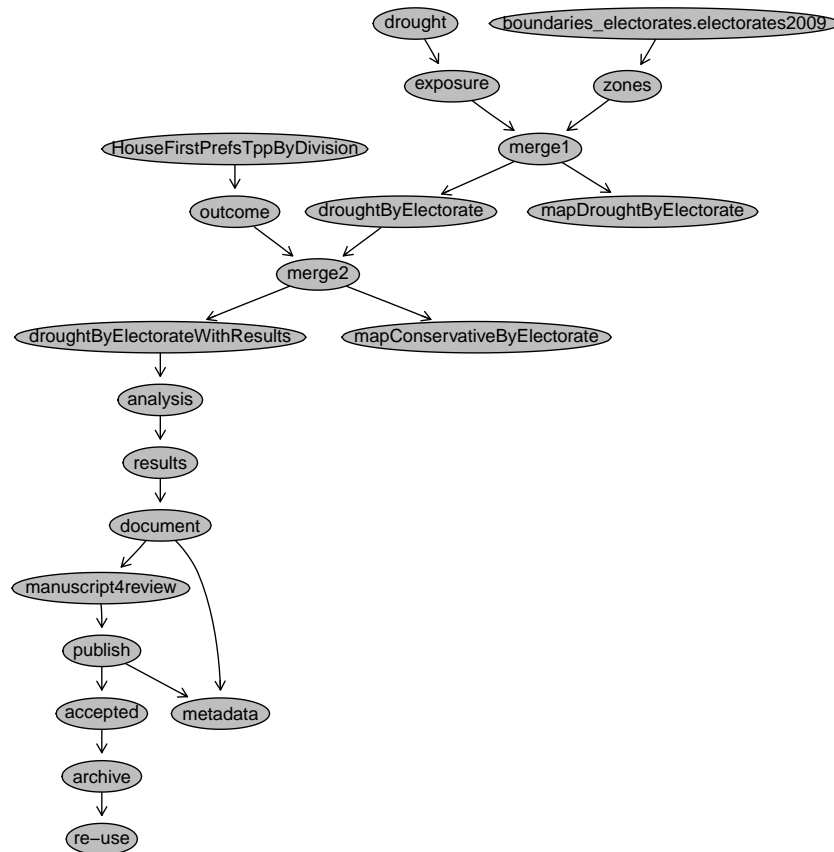 drought
boundaries_electorates.electorates2009
exposure
zones
HouseFirstPrefsTppByDivision
merge1
outcome
droughtByElectorate
mapDroughtByElectorate
merge2
droughtByElectorateWithResults
mapConservativeByElectorate
analysis
results
document
manuscript4review
publish
accepted
metadata
archive
re−use